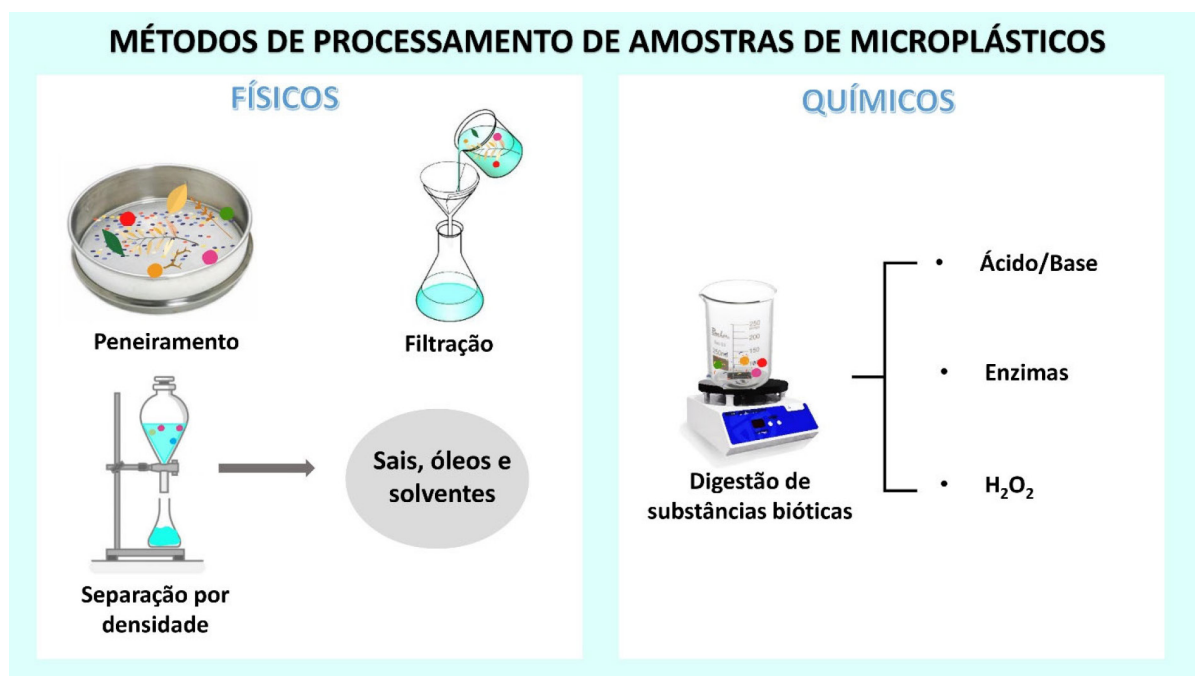 MÉTODOS DE PROCESSAMENTO DE AMOSTRAS DE MICROPLÁSTICOS
FÍSICOS
Peneiramento
Filtração
Separação por
densidade
Sais, óleos e
solventes
QUÍMICOS
Digestão de
substâncias bióticas
• Ácido/Base
• Enzimas
• H₂O₂